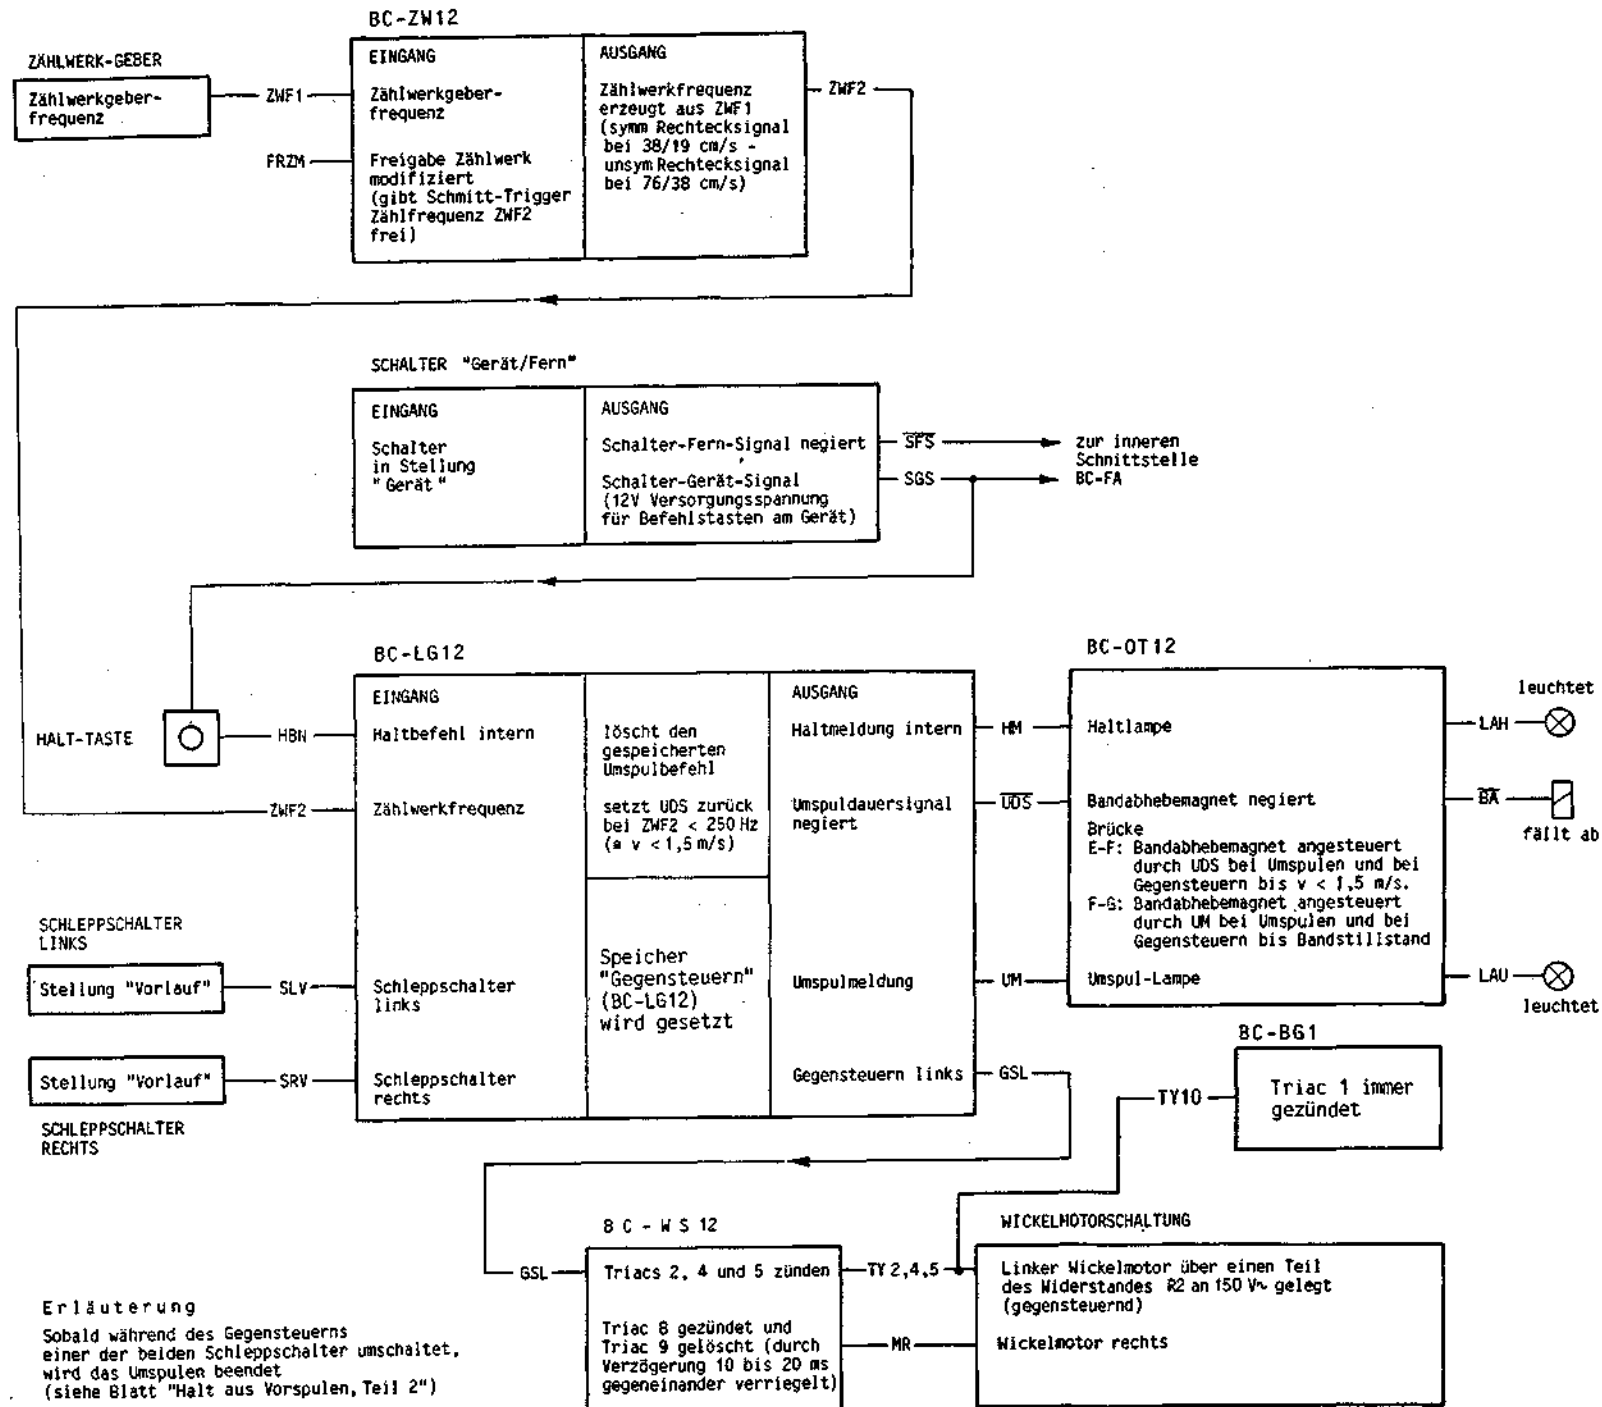 BC-ZW12
ZÄHLWERK-GEBER
Zählwerkgeber-
frequenz
ZWF1
FRZM
EINGANG
Zählwerkgeber-
frequenz
Freigabe Zählwerk
modifiziert
(gibt Schmitt-Trigger
Zählfrequenz ZWF2
frei)
AUSGANG
Zählwerkfrequenz
erzeugt aus ZWF1
(symm Rechtecksignal
bei 38/19 cm/s -
unsym Rechtecksignal
bei 76/38 cm/s)
ZWF2
SCHALTER "Gerät/Fern"
EINGANG
Schalter
in Stellung
"Gerät"
AUSGANG
Schalter-Fern-Signal negiert
Schalter-Gerät-Signal
(12V Versorgungsspannung
für Befehlstasten am Gerät)
S̅F̅S̅
SGS
zur inneren
Schnittstelle
BC-FA
BC-LG12
HALT-TASTE
HBN
ZWF2
SCHLEPPSCHALTER
LINKS
Stellung "Vorlauf"
SLV
Stellung "Vorlauf"
SRV
SCHLEPPSCHALTER
RECHTS
EINGANG
Haltbefehl intern
Zählwerkfrequenz
Schleppschalter
links
Schleppschalter
rechts
löscht den
gespeicherten
Umspulbefehl
setzt UDS zurück
bei ZWF2 < 250 Hz
(≙ v < 1,5 m/s)
Speicher
"Gegensteuern"
(BC-LG12)
wird gesetzt
AUSGANG
Haltmeldung intern
Umspuldauersignal
negiert
Umspulmeldung
Gegensteuern links
HM
U̅D̅S̅
UM
GSL
BC-OT12
Haltlampe
Bandabhebemagnet negiert
Brücke
E-F: Bandabhebemagnet angesteuert
durch UDS bei Umspulen und bei
Gegensteuern bis v < 1,5 m/s.
F-G: Bandabhebemagnet angesteuert
durch UM bei Umspulen und bei
Gegensteuern bis Bandstillstand
Umspul-Lampe
LAH
leuchtet
B̅A̅
fällt ab
LAU
leuchtet
BC-BG1
TY10
Triac 1 immer
gezündet
BC-WS12
GSL
Triacs 2, 4 und 5 zünden
Triac 8 gezündet und
Triac 9 gelöscht (durch
Verzögerung 10 bis 20 ms
gegeneinander verriegelt)
TY 2,4,5
MR
WICKELMOTORSCHALTUNG
Linker Wickelmotor über einen Teil
des Widerstandes R2 an 150 V~ gelegt
(gegensteuernd)
Wickelmotor rechts
Erläuterung
Sobald während des Gegensteuerns
einer der beiden Schleppschalter umschaltet,
wird das Umspulen beendet
(siehe Blatt "Halt aus Vorspulen, Teil 2")